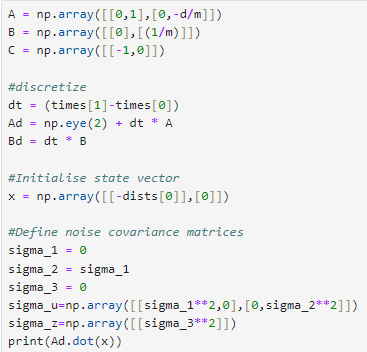 A = np.array([[0,1],[0,-d/m]])
B = np.array([[0],[(1/m)]])
C = np.array([[-1,0]])
#discretize
dt = (times[1]-times[0])
Ad = np.eye(2) + dt * A
Bd = dt * B
#Initialise state vector
x = np.array([[-dists[0]],[0]])
#Define noise covariance matrices
sigma_1 = 0
sigma_2 = sigma_1
sigma_3 = 0
sigma_u=np.array([[sigma_1**2,0],[0,sigma_2**2]])
sigma_z=np.array([[sigma_3**2]])
print(Ad.dot(x))